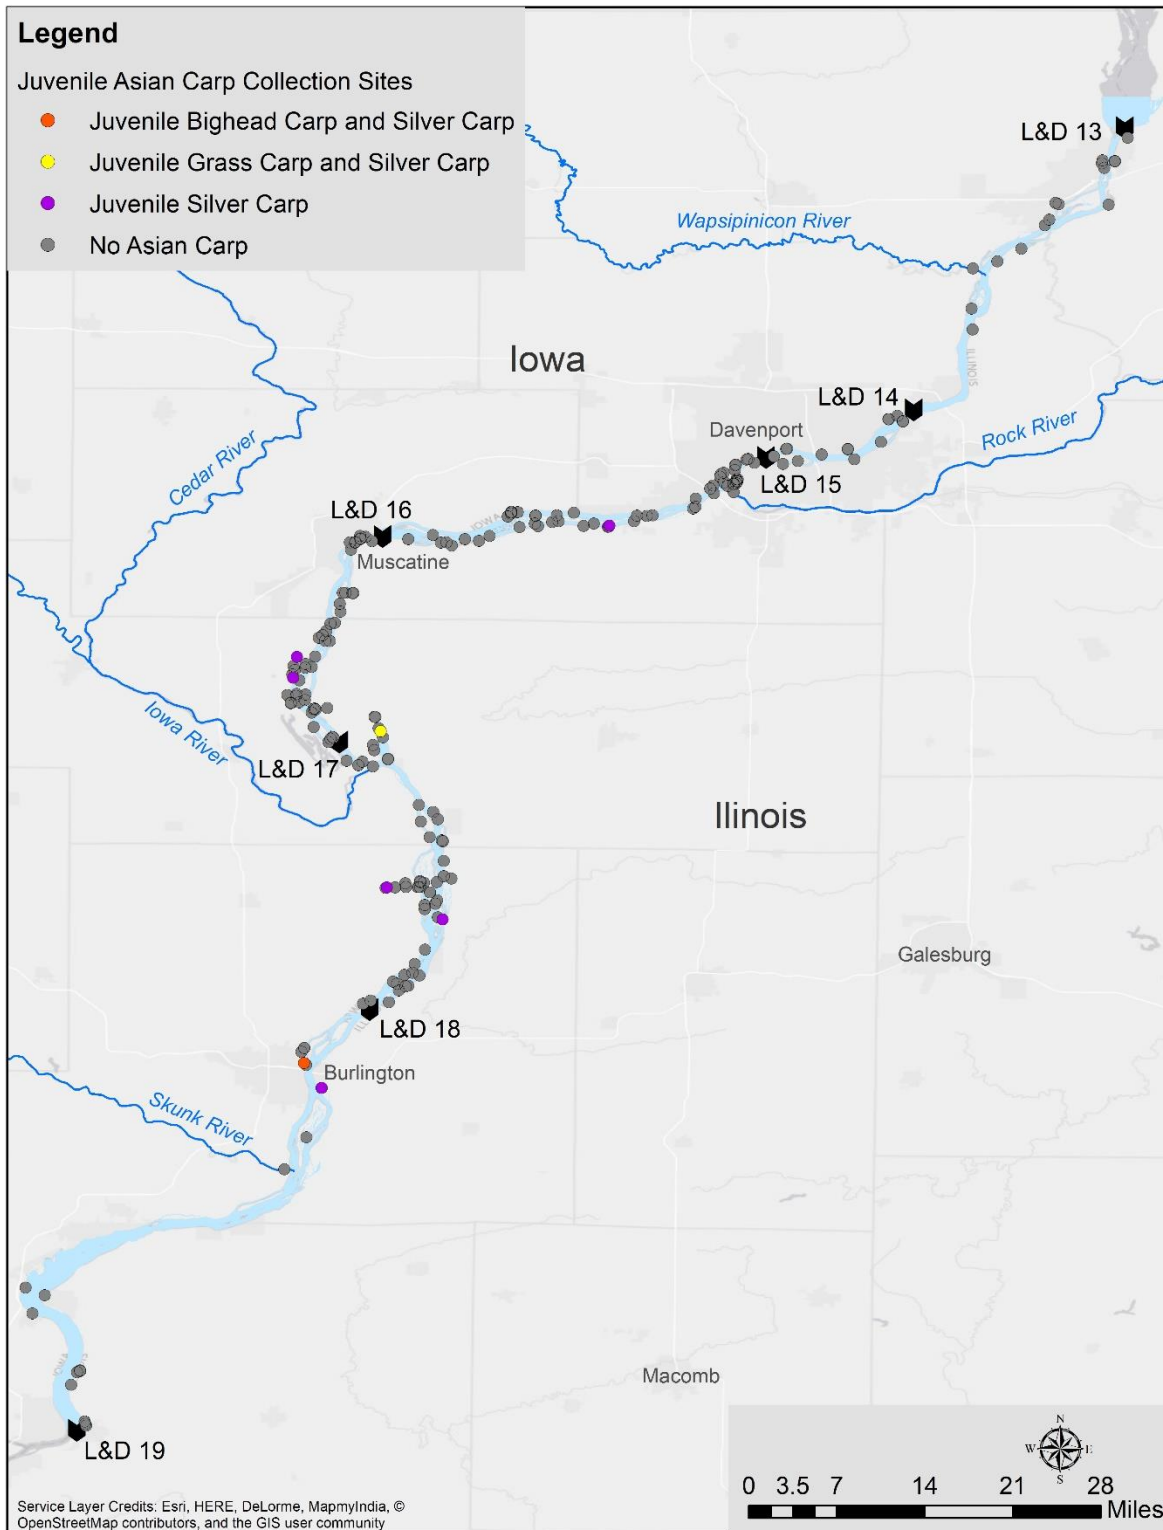 Legend
Juvenile Asian Carp Collection Sites
Juvenile Bighead Carp and Silver Carp
Juvenile Grass Carp and Silver Carp
Juvenile Silver Carp
No Asian Carp
L&D 13
Wapsipinicon River
Iowa
ILLINOIS
L&D 14
Rock River
Davenport
L&D 15
Cedar River
L&D 16
IOWA
Muscatine
Iowa River
L&D 17
Illinois
Galesburg
L&D 18
Burlington
Skunk River
IOWA
Macomb
L&D 19
N
W E
S
0 3.5 7 14 21 28
Miles
Service Layer Credits: Esri, HERE, DeLorme, MapmyIndia, ©
OpenStreetMap contributors, and the GIS user community